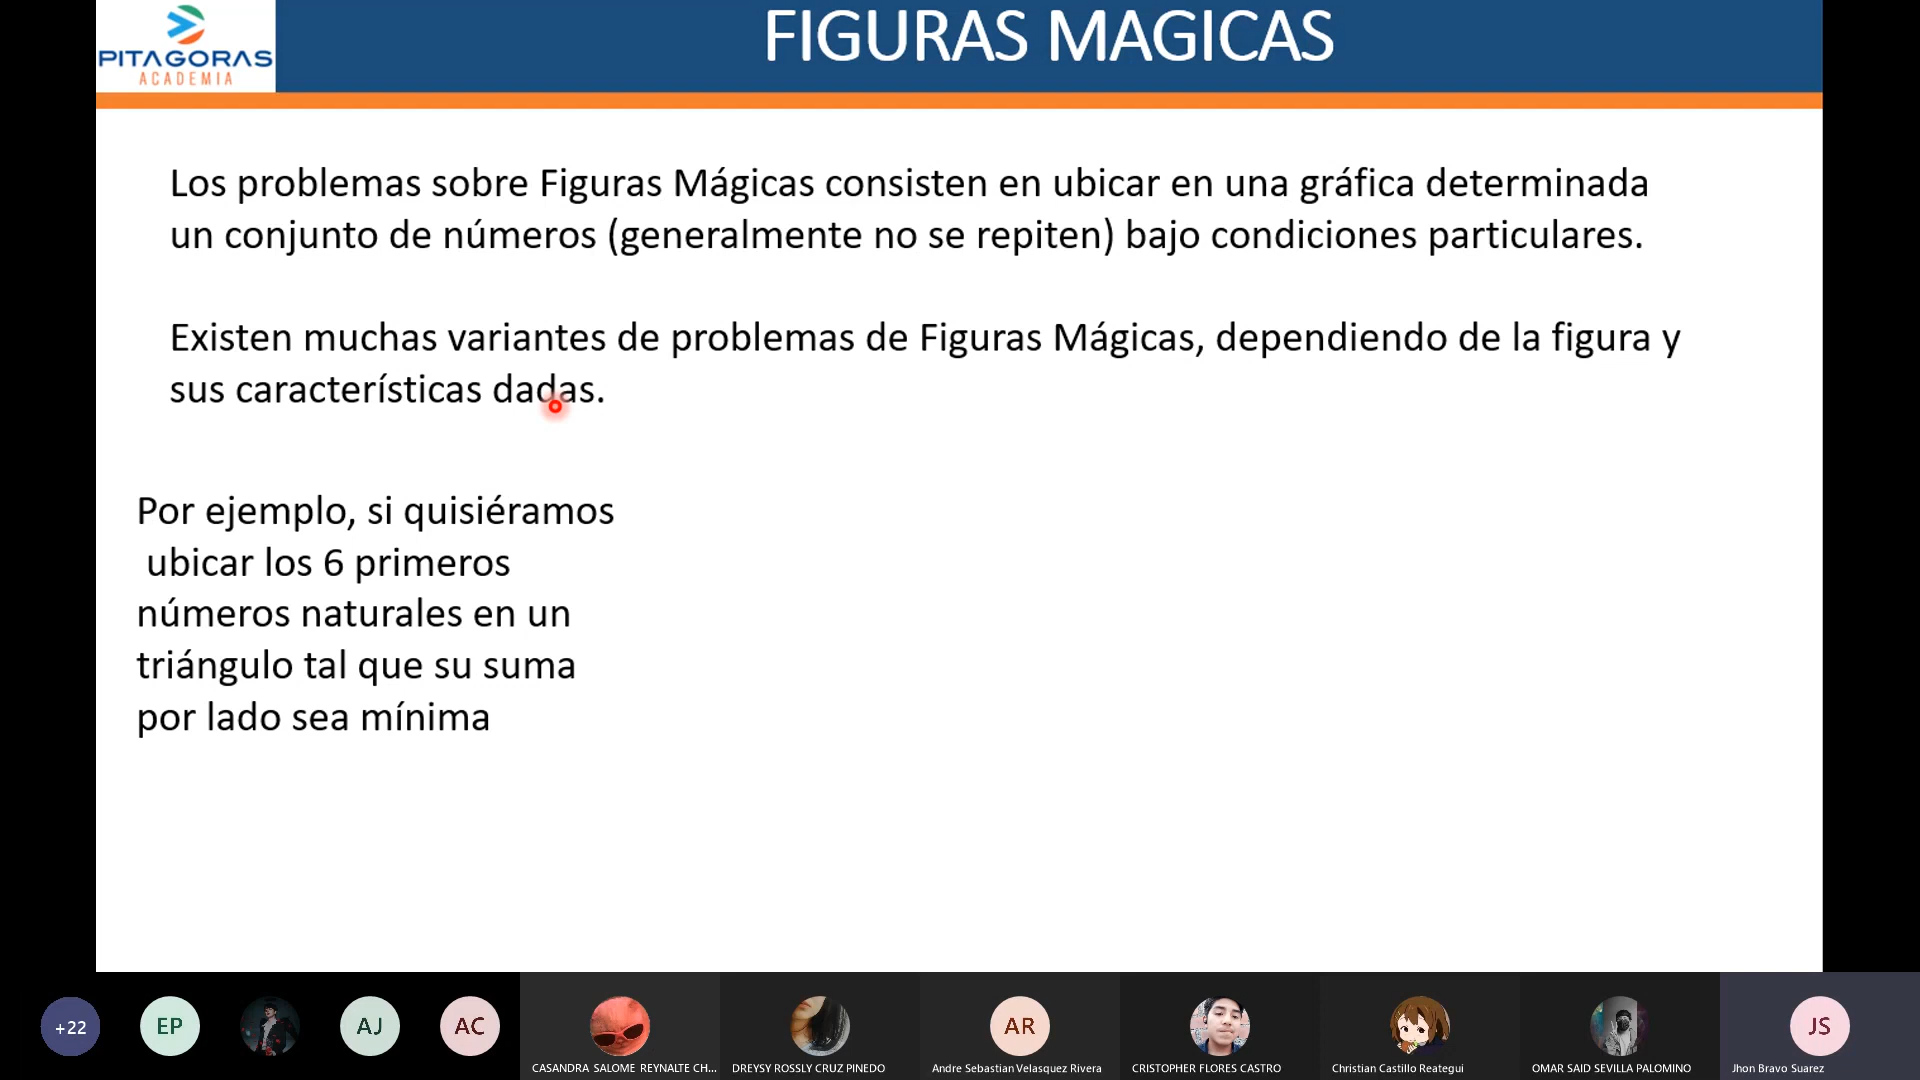 PITAGORAS
ACADEMIA
FIGURAS MAGICAS
Los problemas sobre Figuras Mágicas consisten en ubicar en una gráfica determinada
un conjunto de números (generalmente no se repiten) bajo condiciones particulares.
Existen muchas variantes de problemas de Figuras Mágicas, dependiendo de la figura y
sus características dadas.
Por ejemplo, si quisiéramos
ubicar los 6 primeros
números naturales en un
triángulo tal que su suma
por lado sea mínima
+22
EP
AJ
AC
AR
JS
CASANDRA SALOME REYNALTE CH...
DREYSY ROSSLY CRUZ PINEDO
Andre Sebastian Velasquez Rivera
CRISTOPHER FLORES CASTRO
Christian Castillo Reategui
OMAR SAID SEVILLA PALOMINO
Jhon Bravo Suarez